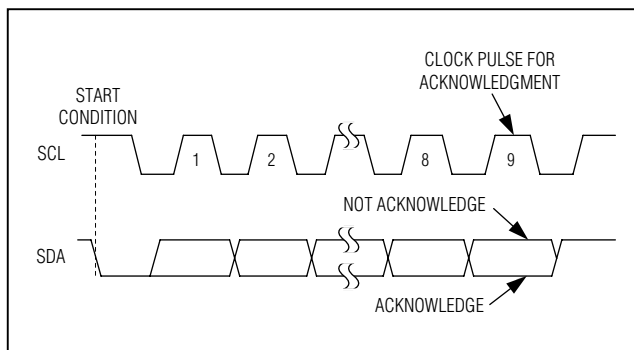 CLOCK PULSE FOR
ACKNOWLEDGMENT
START
CONDITION
SCL
1
2
8
9
NOT ACKNOWLEDGE
SDA
ACKNOWLEDGE